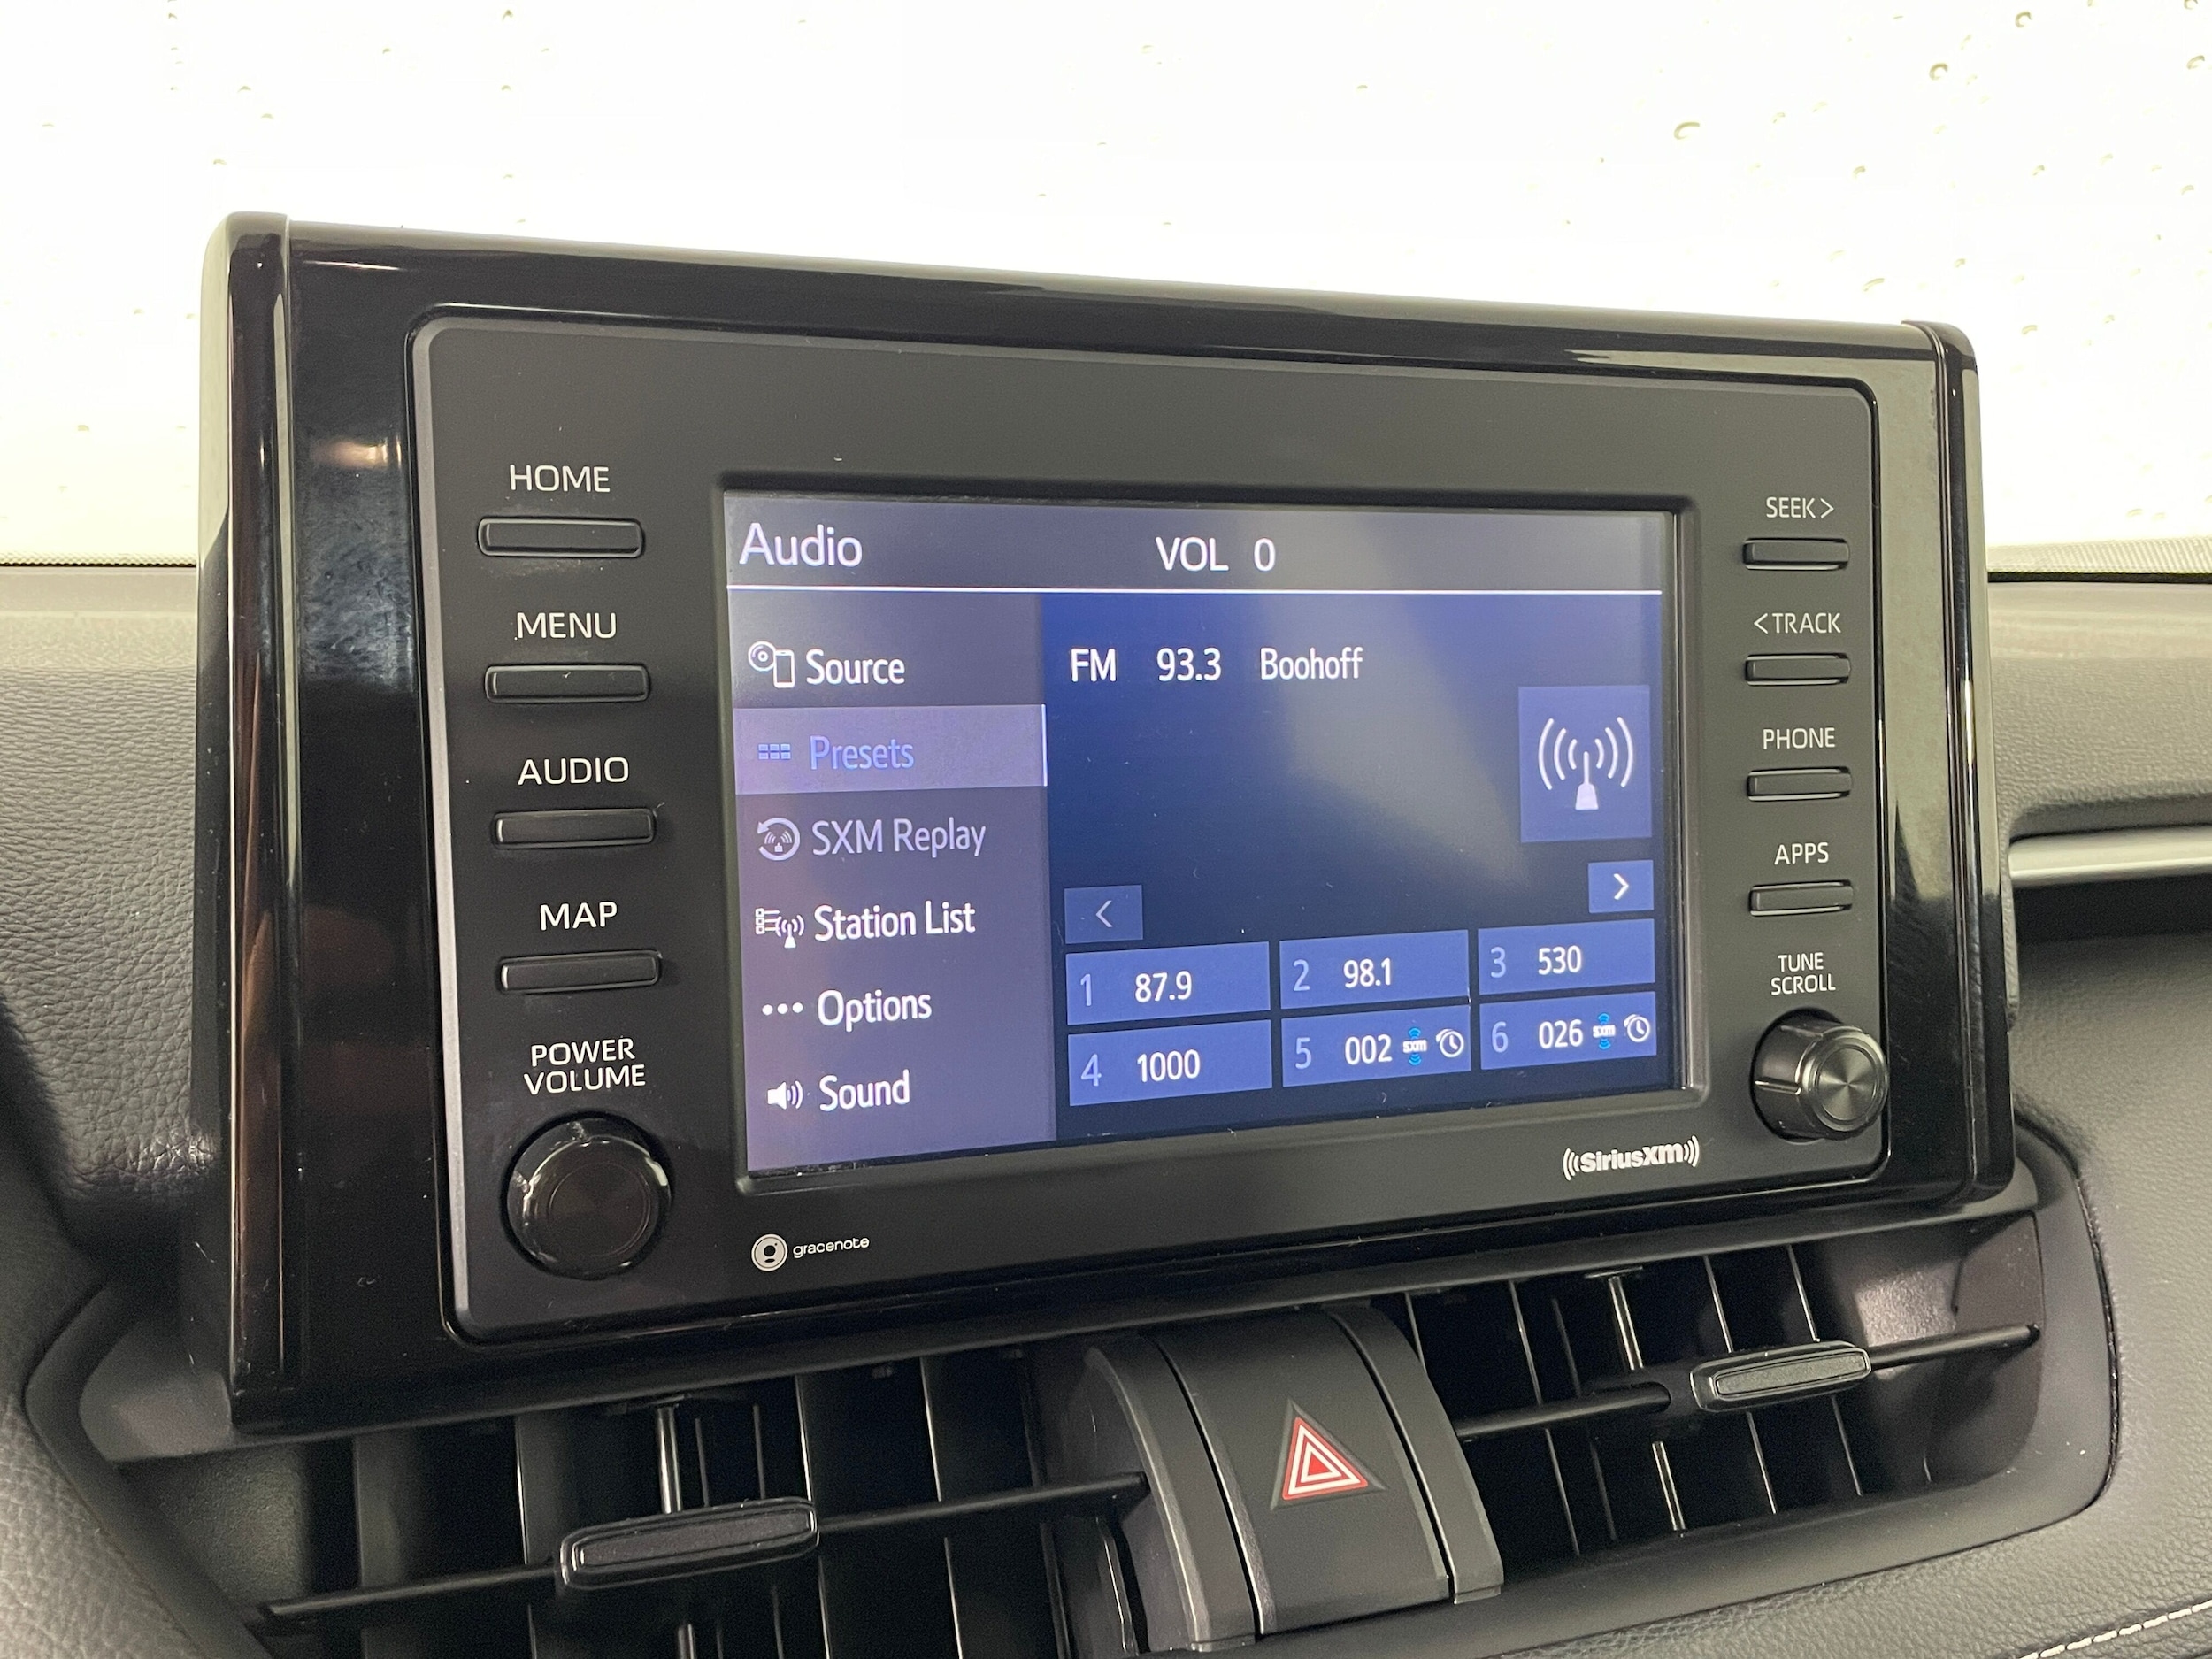 HOME
MENU
AUDIO
MAP
POWER
VOLUME
Audio VOL 0
Source
Presets
SXM Replay
Station List
Options
Sound
FM 93.3 Boohoff
1 87.9
2 98.1
3 530
4 1000
5 002 sxm
6 026 sxm
SEEK >
< TRACK
PHONE
APPS
TUNE
SCROLL
gracenote
SiriusXM